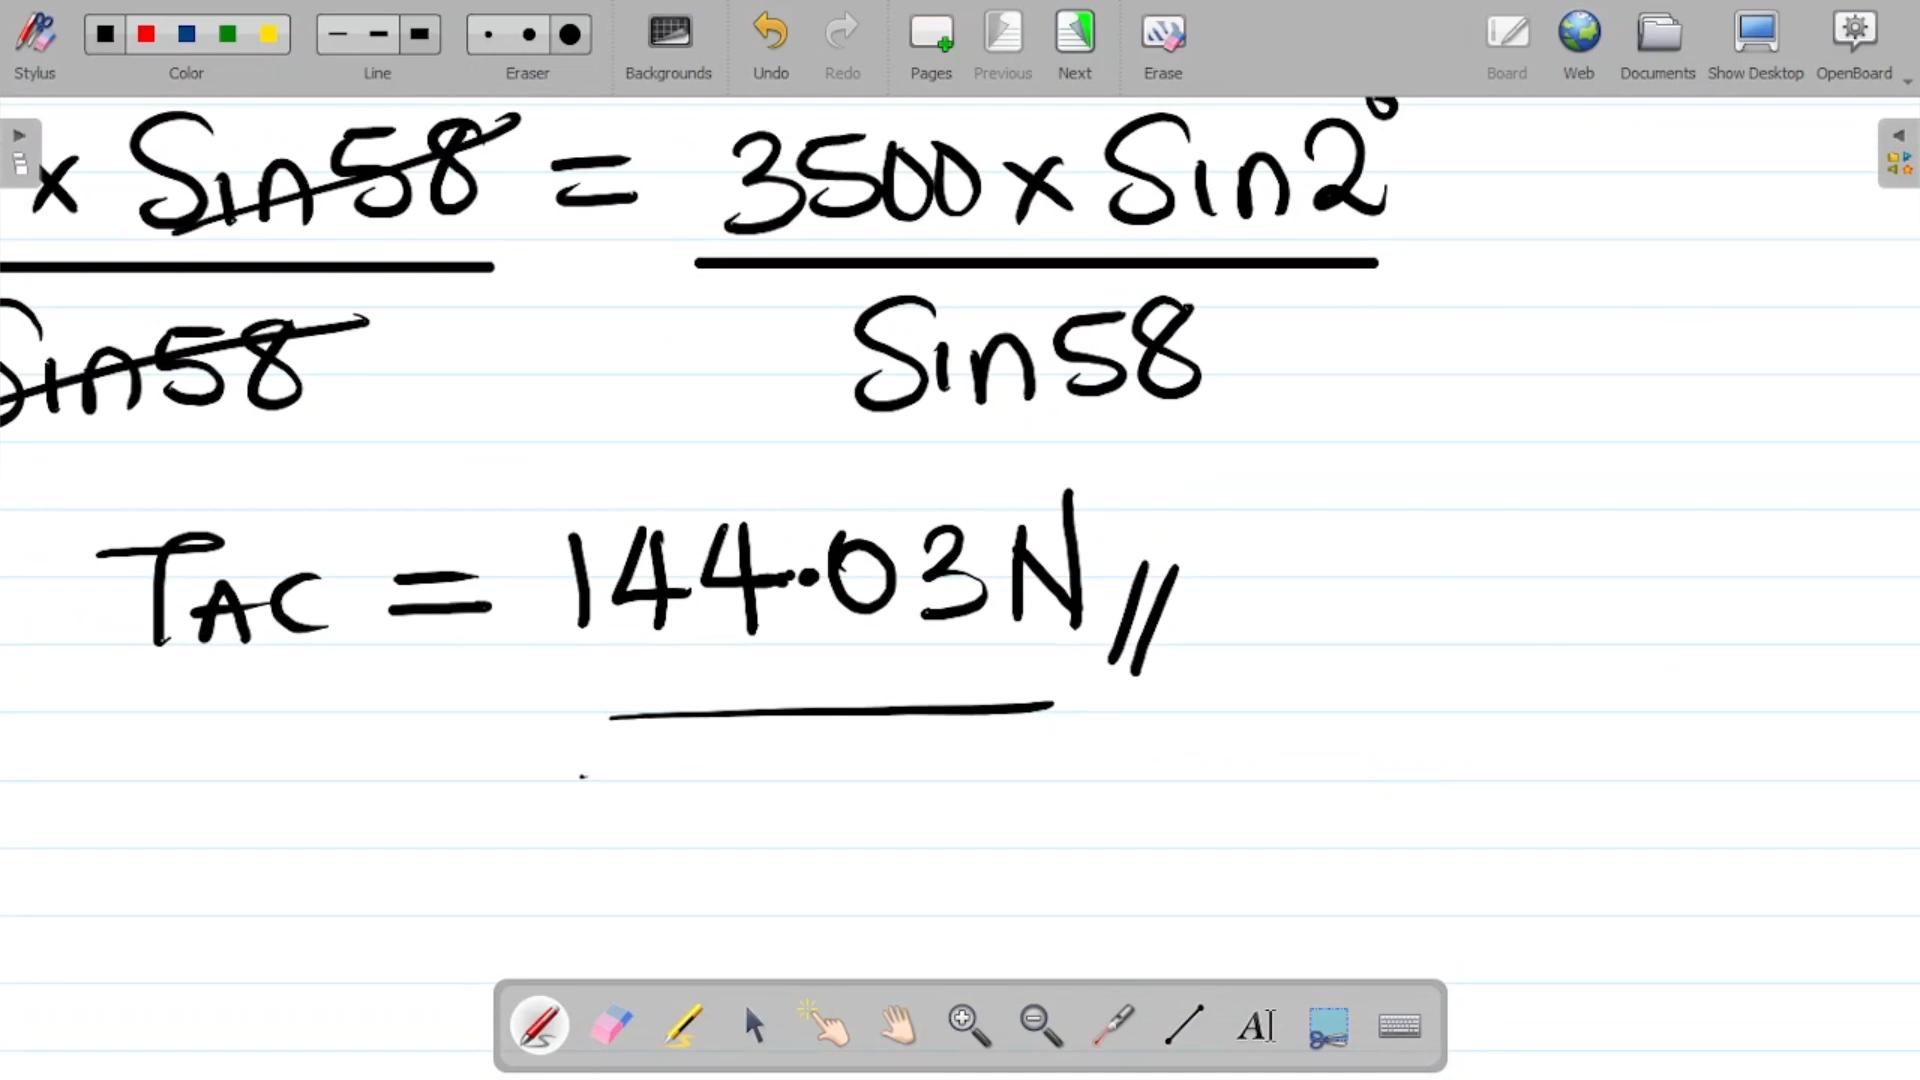 Stylus Color Line Eraser Backgrounds Undo Redo Pages Previous Next Erase Board Web Documents Show Desktop OpenBoard
x Sin58 = 3500 x Sin2°
Sin58 Sin58
TAC = 144.03N //